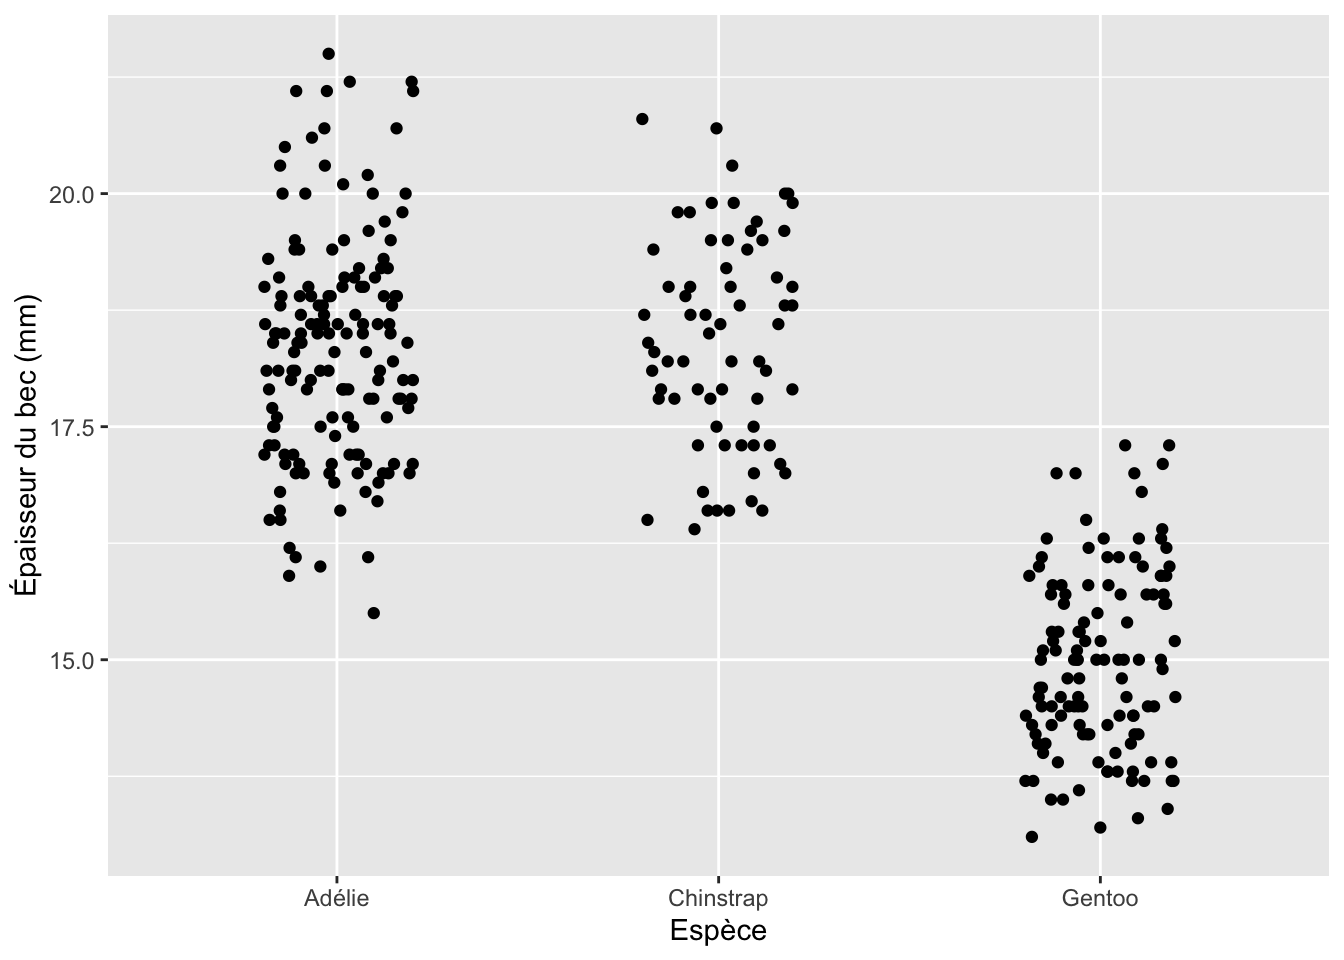 Épaisseur du bec (mm)
20.0
17.5
15.0
Adélie
Chinstrap
Gentoo
Espèce